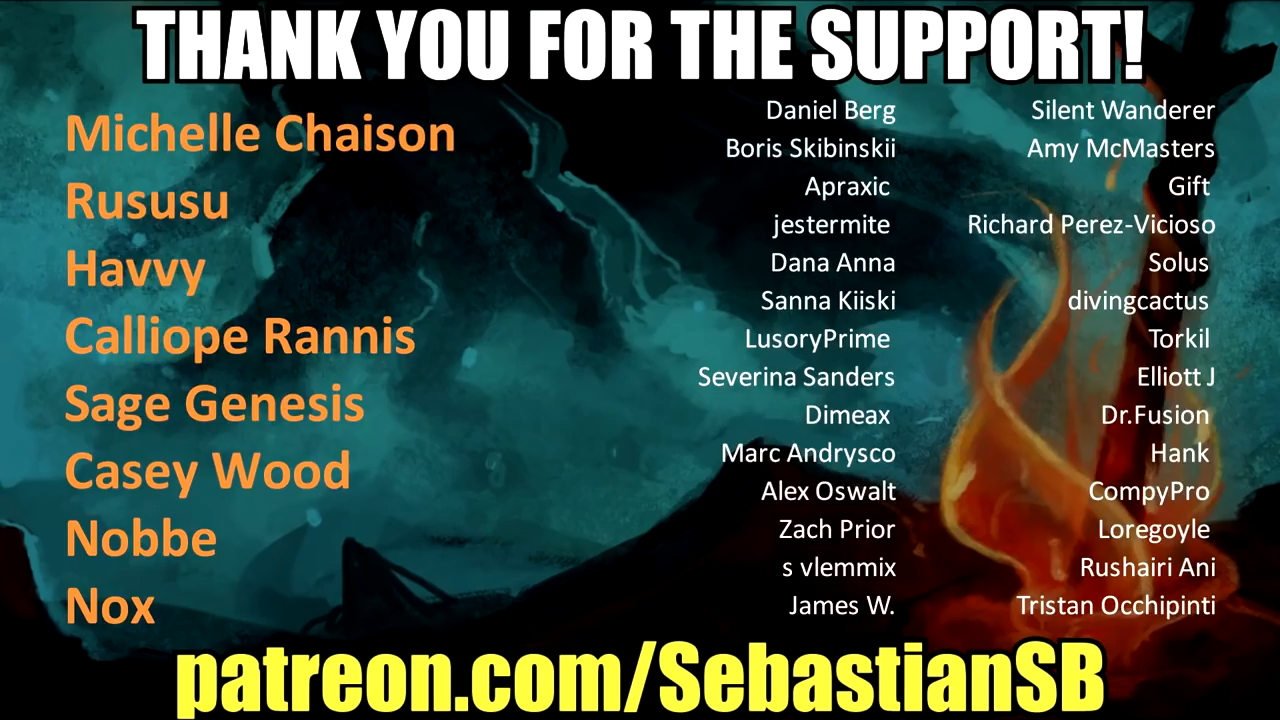 THANK YOU FOR THE SUPPORT!
Michelle Chaison
Rususu
Havvy
Calliope Rannis
Sage Genesis
Casey Wood
Nobbe
Nox
Daniel Berg
Boris Skibinskii
Apraxic
jestermite
Dana Anna
Sanna Kiiski
LusoryPrime
Severina Sanders
Dimeax
Marc Andrysco
Alex Oswalt
Zach Prior
s vlemmix
James W.
Silent Wanderer
Amy McMasters
Gift
Richard Perez-Vicioso
Solus
divingcactus
Torkil
Elliott J
Dr.Fusion
Hank
CompyPro
Loregoyle
Rushairi Ani
Tristan Occhipinti
patreon.com/SebastianSB